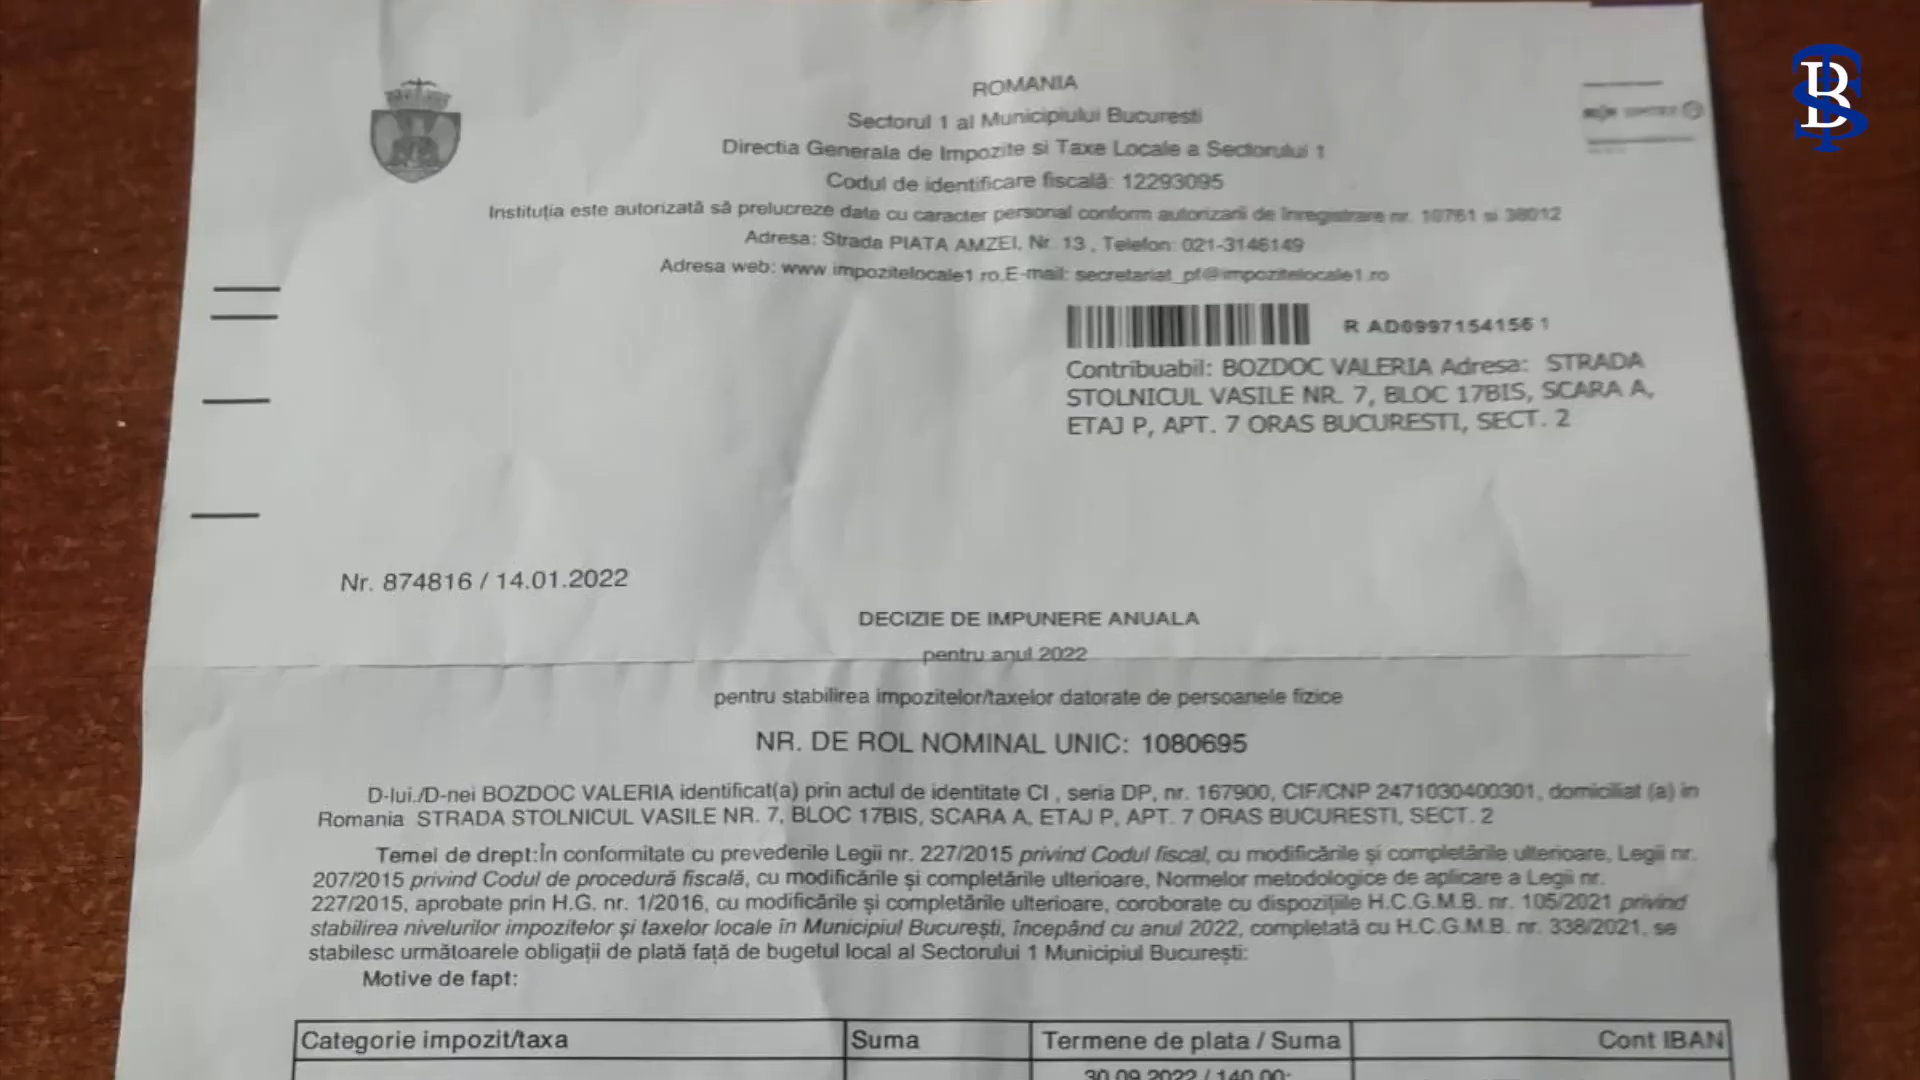 ROMANIA
Sectorul 1 al Municipiului Bucuresti
Directia Generala de Impozite si Taxe Locale a Sectorului 1
Codul de identificare fiscală: 12293095
Instituția este autorizată să prelucreze date cu caracter personal conform autorizarii de înregistrare nr. 10761 si 38012
Adresa: Strada PIATA AMZEI, Nr. 13 , Telefon: 021-3146149
Adresa web: www.impozitelocale1.ro,E-mail: secretariat_pf@impozitelocale1.ro
R AD09971541561
Contribuabil: BOZDOC VALERIA Adresa: STRADA
STOLNICUL VASILE NR. 7, BLOC 17BIS, SCARA A,
ETAJ P, APT. 7 ORAS BUCURESTI, SECT. 2
Nr. 874816 / 14.01.2022
DECIZIE DE IMPUNERE ANUALA
pentru anul 2022
pentru stabilirea impozitelor/taxelor datorate de persoanele fizice
NR. DE ROL NOMINAL UNIC: 1080695
D-lui./D-nei BOZDOC VALERIA identificat(a) prin actul de identitate CI , seria DP, nr. 167900, CIF/CNP 2471030400301, domiciliat (a) in
Romania STRADA STOLNICUL VASILE NR. 7, BLOC 17BIS, SCARA A, ETAJ P, APT. 7 ORAS BUCURESTI, SECT. 2
Temei de drept:În conformitate cu prevederile Legii nr. 227/2015 privind Codul fiscal, cu modificările și completările ulterioare, Legii nr.
207/2015 privind Codul de procedură fiscală, cu modificările și completările ulterioare, Normelor metodologice de aplicare a Legii nr.
227/2015, aprobate prin H.G. nr. 1/2016, cu modificările și completările ulterioare, coroborate cu dispozițiile H.C.G.M.B. nr. 105/2021 privind
stabilirea nivelurilor impozitelor și taxelor locale în Municipiul București, începând cu anul 2022, completată cu H.C.G.M.B. nr. 338/2021, se
stabilesc următoarele obligații de plată față de bugetul local al Sectorului 1 Municipiul București:
Motive de fapt:
Categorie impozit/taxa Suma Termene de plata / Suma Cont IBAN
30.09.2022 / 140.00;